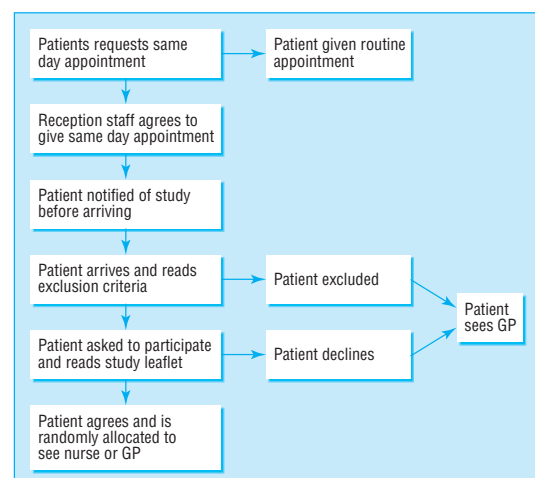 Patients requests same
day appointment
Patient given routine
appointment
Reception staff agrees to
give same day appointment
Patient notified of study
before arriving
Patient arrives and reads
exclusion criteria
Patient excluded
Patient
sees GP
Patient asked to participate
and reads study leaflet
Patient declines
Patient agrees and is
randomly allocated to
see nurse or GP